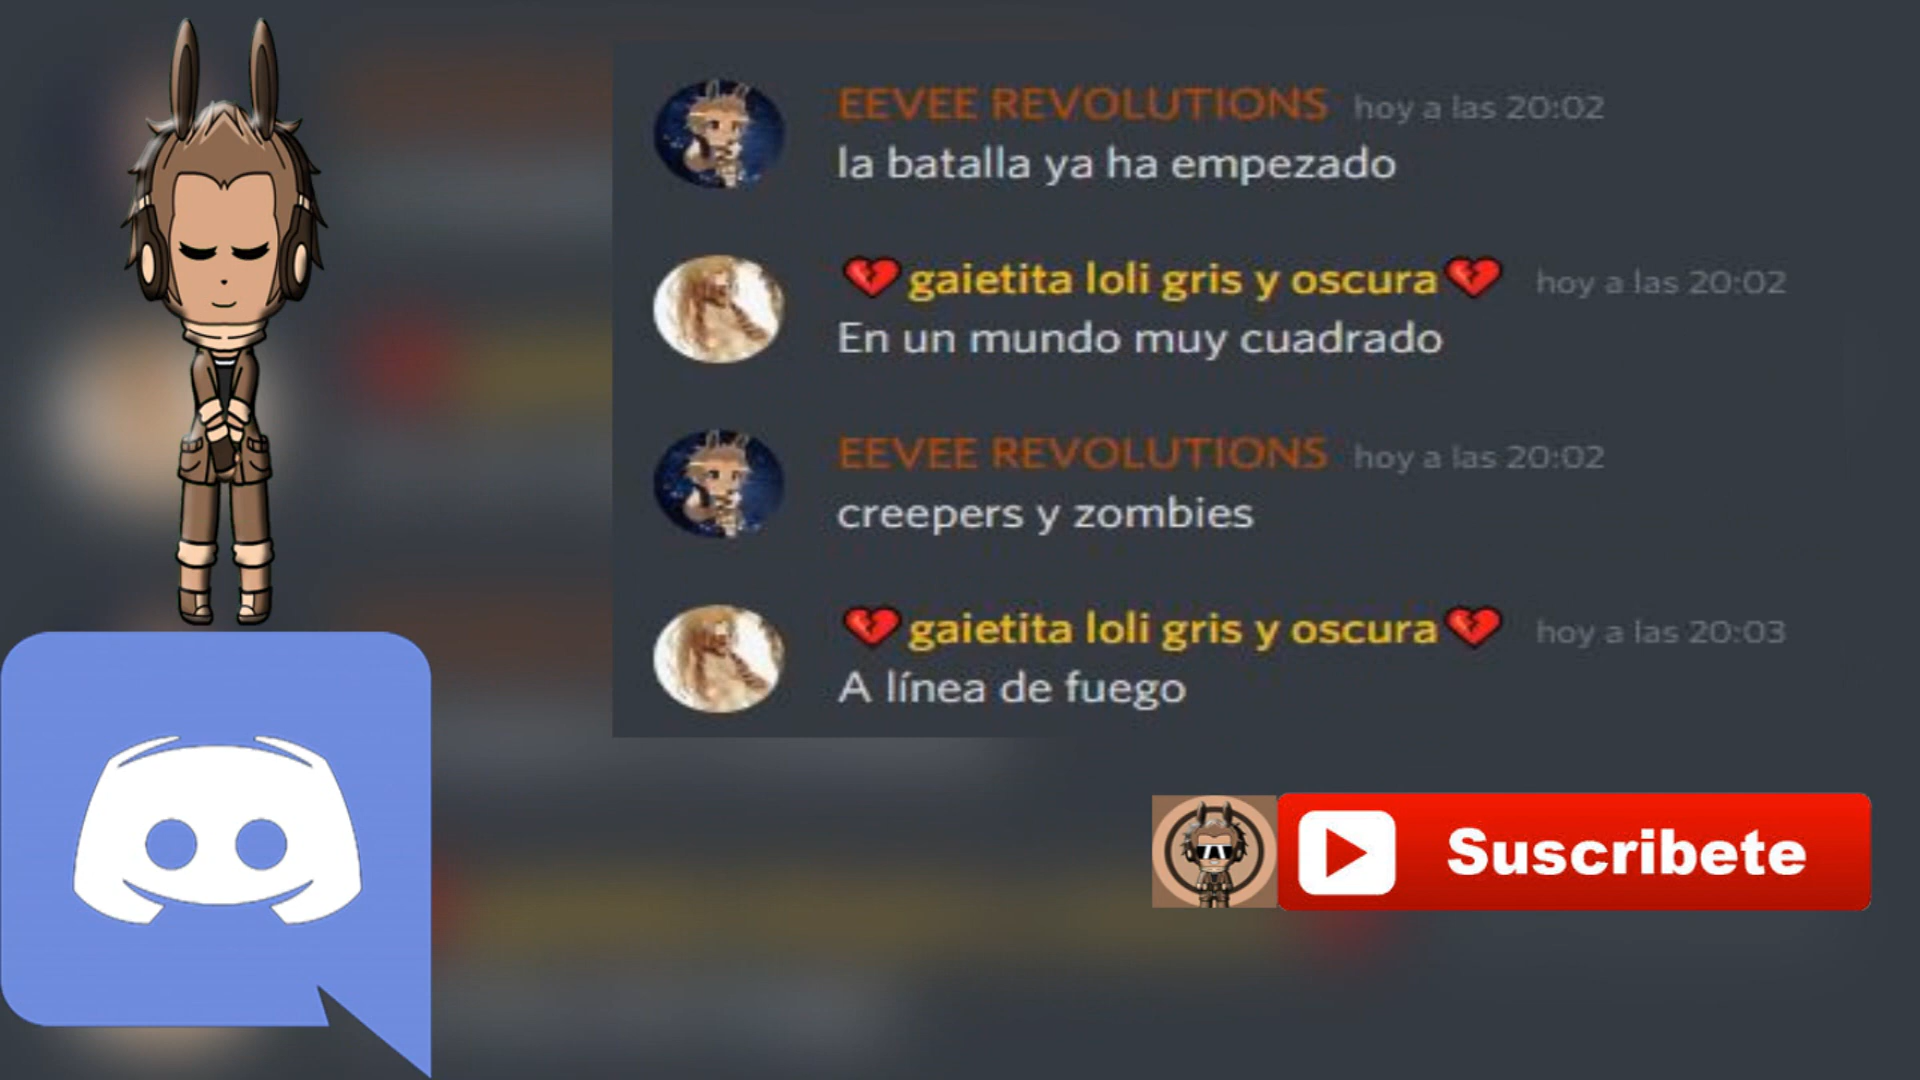 EEVEE REVOLUTIONS hoy a las 20:02
la batalla ya ha empezado
💔gaietita loli gris y oscura💔 hoy a las 20:02
En un mundo muy cuadrado
EEVEE REVOLUTIONS hoy a las 20:02
creepers y zombies
💔gaietita loli gris y oscura💔 hoy a las 20:03
A línea de fuego
Suscribete